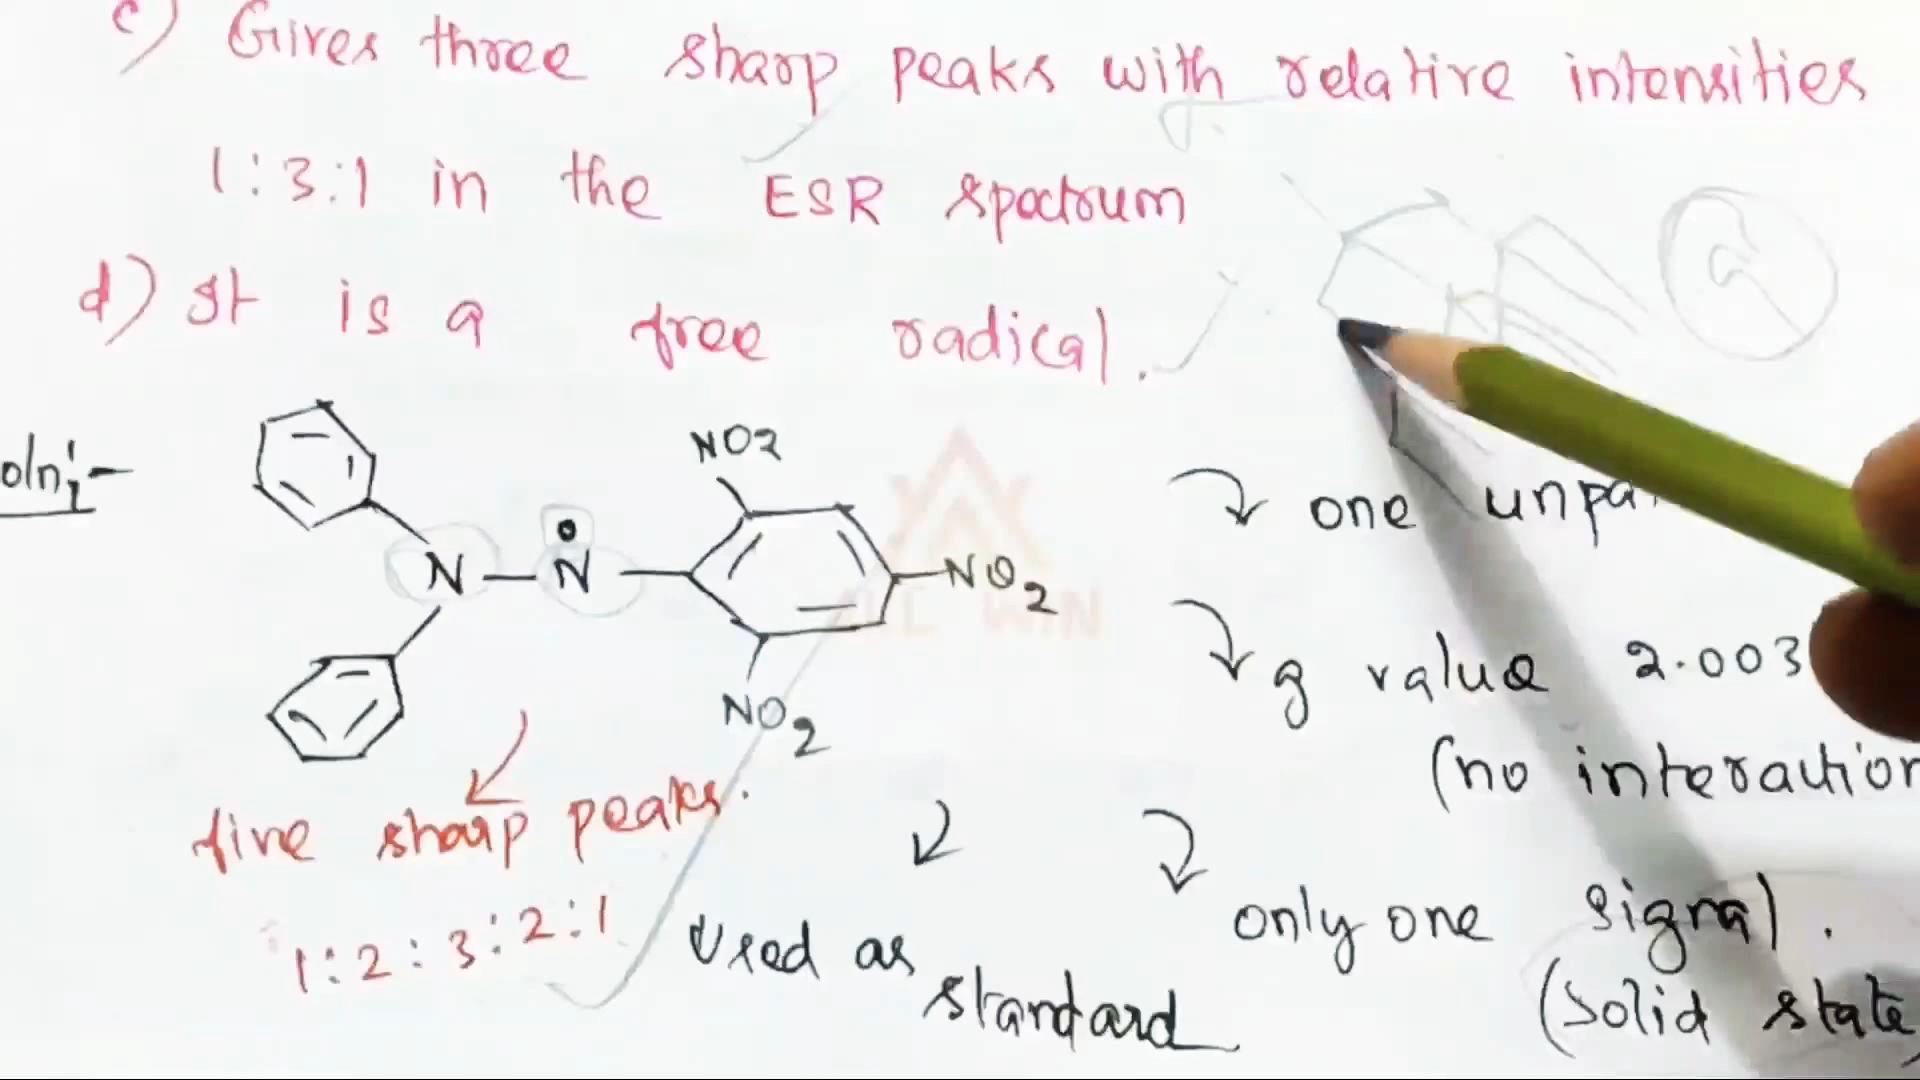 c) Gives three sharp peaks with relative intensities
1:3:1 in the ESR spectrum
d) It is a free radical.
oln:-
NO2
N - N
NO2
NO2
one unpa
g value 2.003
(no interaction
five sharp peaks.
1:2:3:2:1
Used as
standard
only one signal.
(Solid state)
WIN